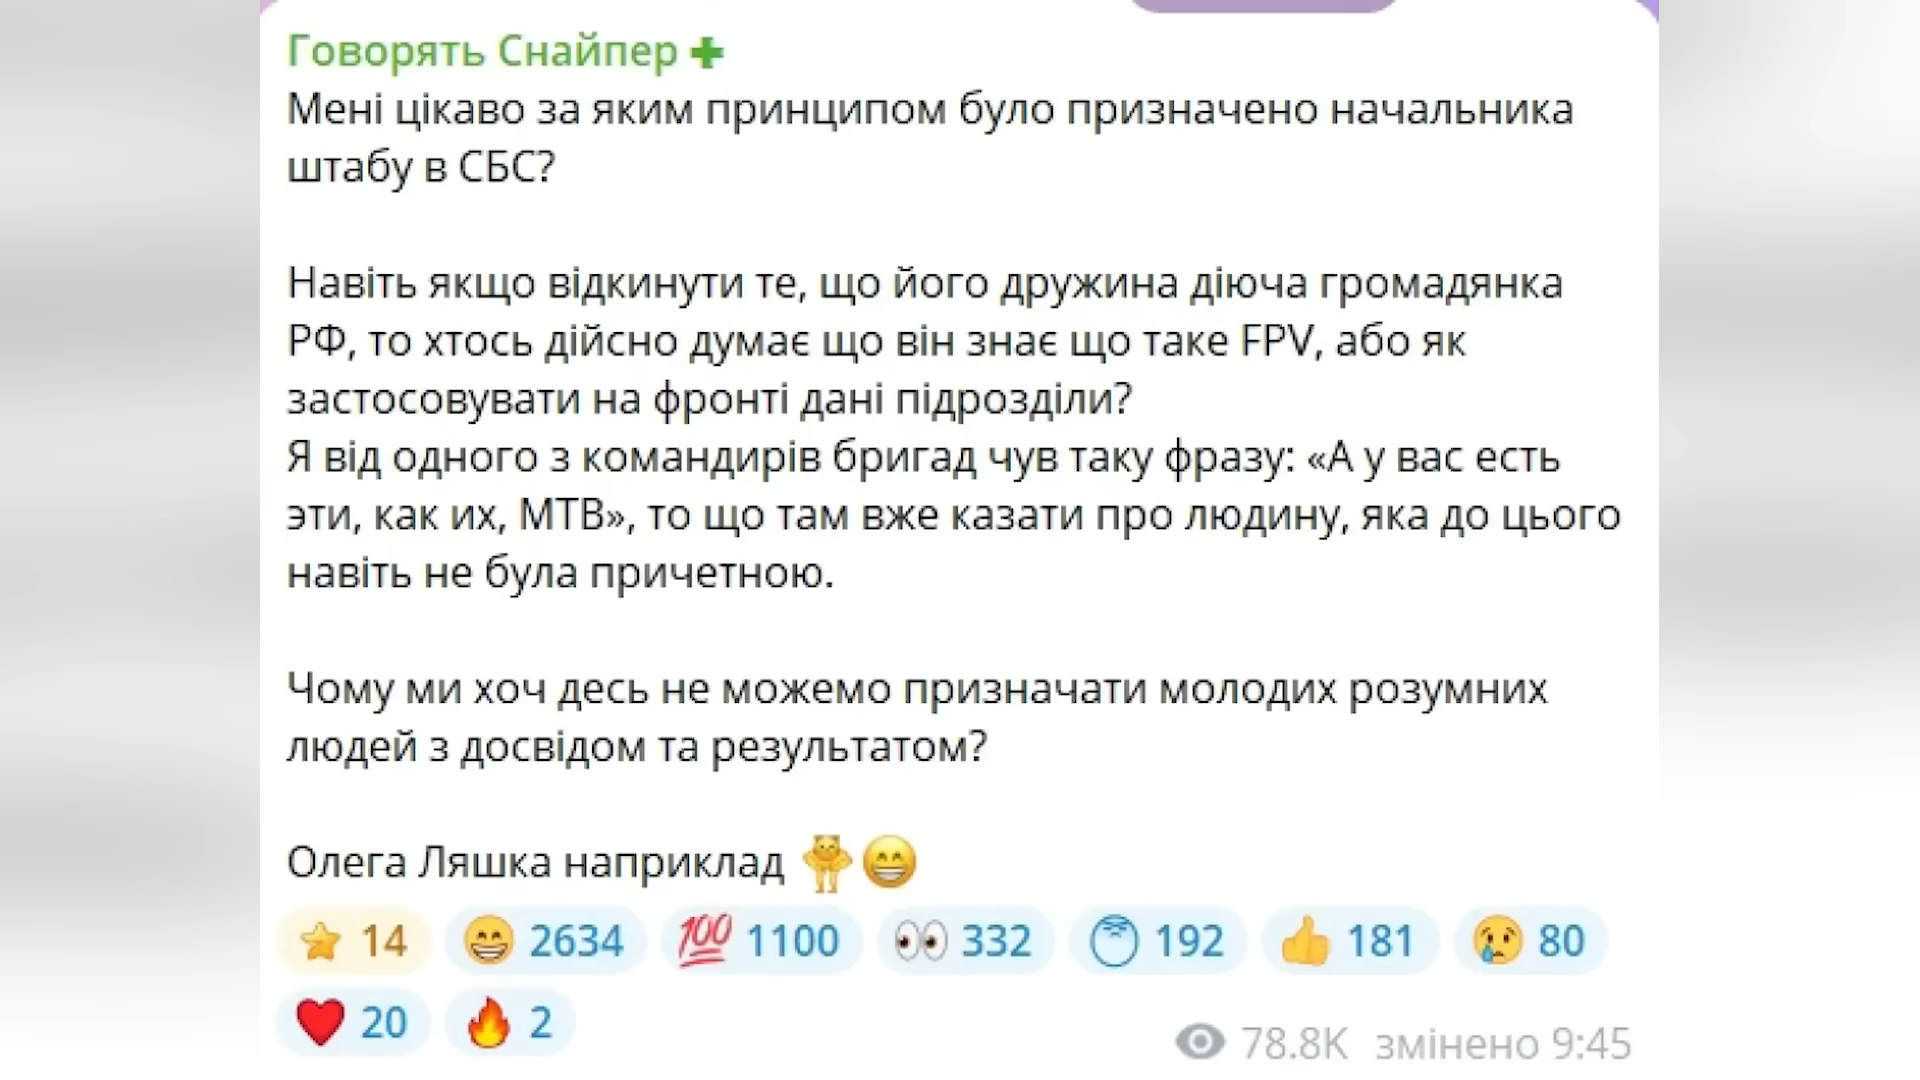 Говорять Снайпер
Мені цікаво за яким принципом було призначено начальника
штабу в СБС?
Навіть якщо відкинути те, що його дружина діюча громадянка
РФ, то хтось дійсно думає що він знає що таке FPV, або як
застосовувати на фронті дані підрозділи?
Я від одного з командирів бригад чув таку фразу: «А у вас есть
эти, как их, МТВ», то що там вже казати про людину, яка до цього
навіть не була причетною.
Чому ми хоч десь не можемо призначати молодих розумних
людей з досвідом та результатом?
Олега Ляшка наприклад
14 2634 100 1100 332 192 181 80
20 2
78.8K змінено 9:45